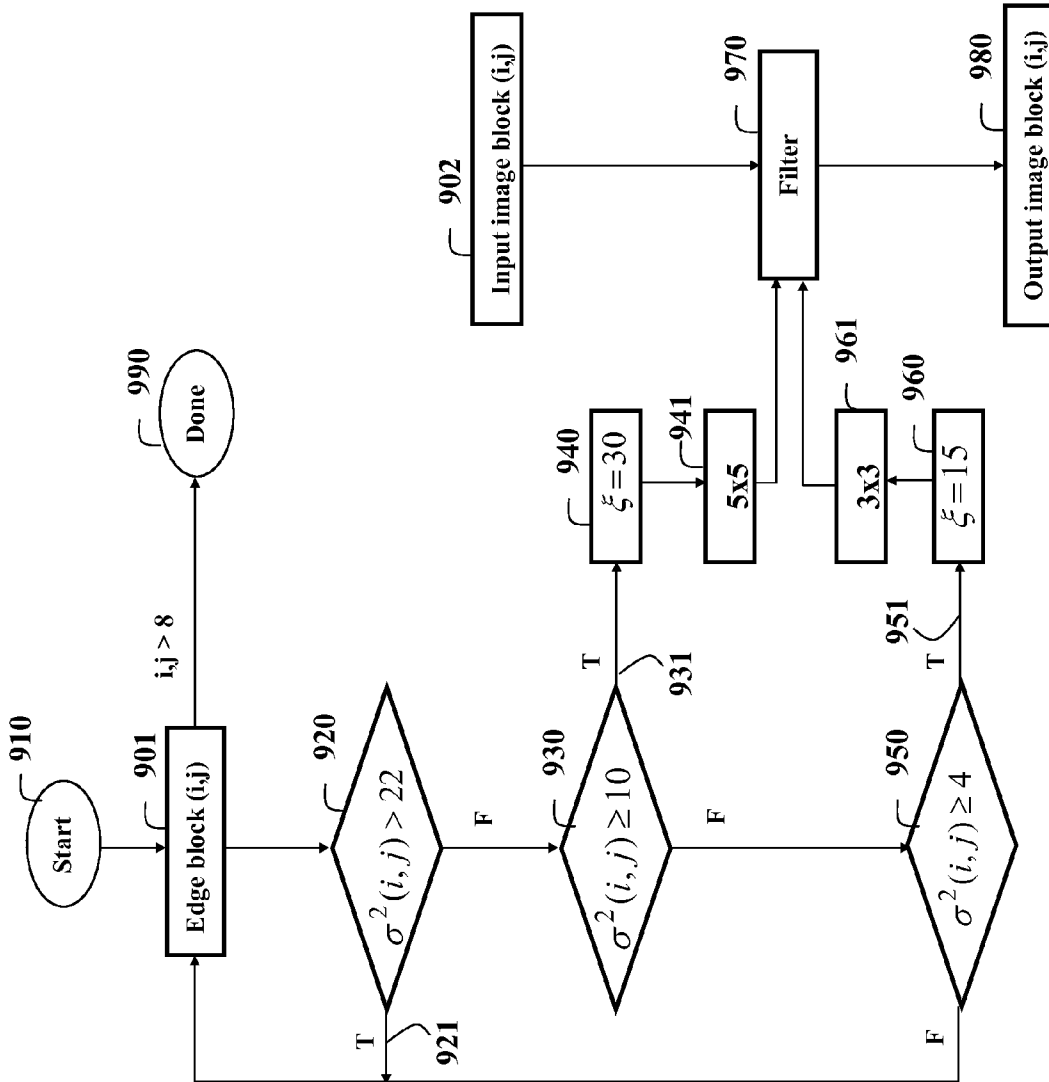 910
Start
901
Edge block (i,j)
i,j > 8
990
Done
920
σ²(i, j) > 22
T
921
F
930
σ²(i, j) ≥ 10
T
931
F
940
ξ = 30
941
5x5
950
σ²(i, j) ≥ 4
T
951
F
960
ξ = 15
961
3x3
902
Input image block (i,j)
970
Filter
980
Output image block (i,j)